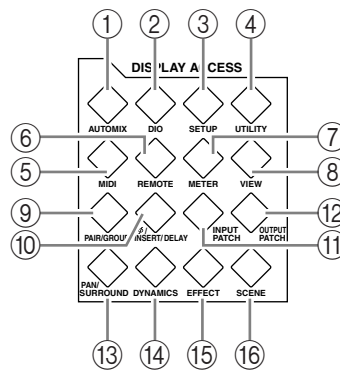 ① ② ③ ④
DISPLAY ACCESS
AUTOMIX DIO SETUP UTILITY
⑥ ⑦
⑤ ⑧
MIDI REMOTE METER VIEW
⑨ ⑫
⑩ ⑪
PAIR/GROUP ϕ/INSERT/DELAY INPUT PATCH OUTPUT PATCH
PAN/
SURROUND DYNAMICS EFFECT SCENE
⑬ ⑭ ⑮ ⑯